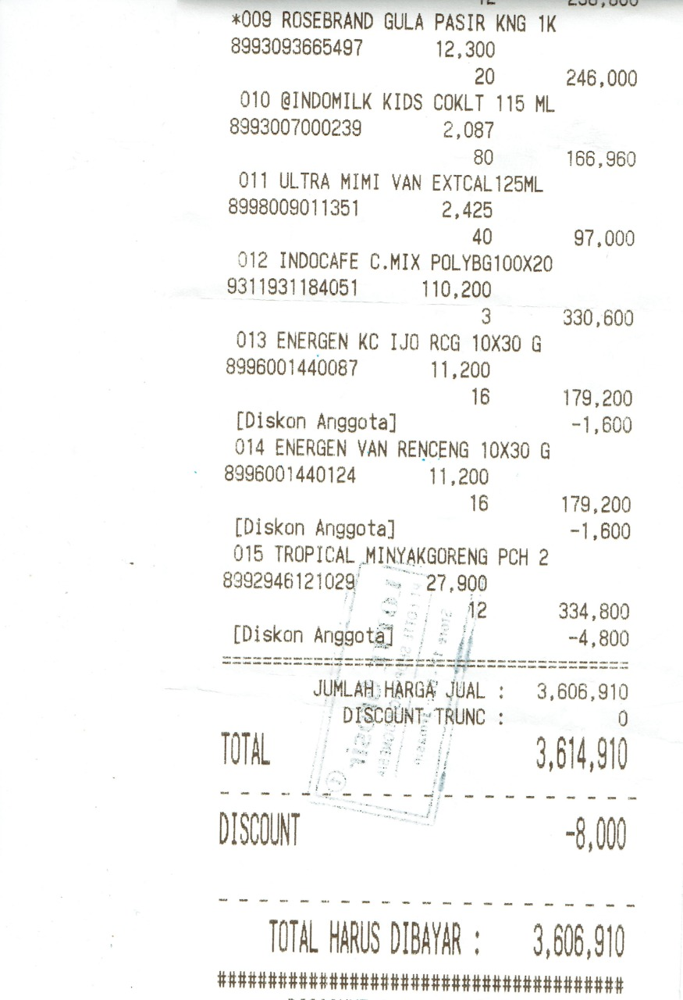 *009 ROSEBRAND GULA PASIR KNG 1K
8993093665497 12,300
20 246,000
010 @INDOMILK KIDS COKLT 115 ML
8993007000239 2,087
80 166,960
011 ULTRA MIMI VAN EXTCAL125ML
8998009011351 2,425
40 97,000
012 INDOCAFE C.MIX POLYBG100X20
9311931184051 110,200
3 330,600
013 ENERGEN KC IJO RCG 10X30 G
8996001440087 11,200
16 179,200
[Diskon Anggota] -1,600
014 ENERGEN VAN RENCENG 10X30 G
8996001440124 11,200
16 179,200
[Diskon Anggota] -1,600
015 TROPICAL MINYAKGORENG PCH 2
8992946121029 27,900
12 334,800
[Diskon Anggota] -4,800
========================================
JUMLAH HARGA JUAL : 3,606,910
DISCOUNT TRUNC : 0
TOTAL 3,614,910
- - - - - - - - - - - - - - - - - - - - -
DISCOUNT -8,000
- - - - - - - - - - - - - - - - - - - - -
TOTAL HARUS DIBAYAR : 3,606,910
########################################